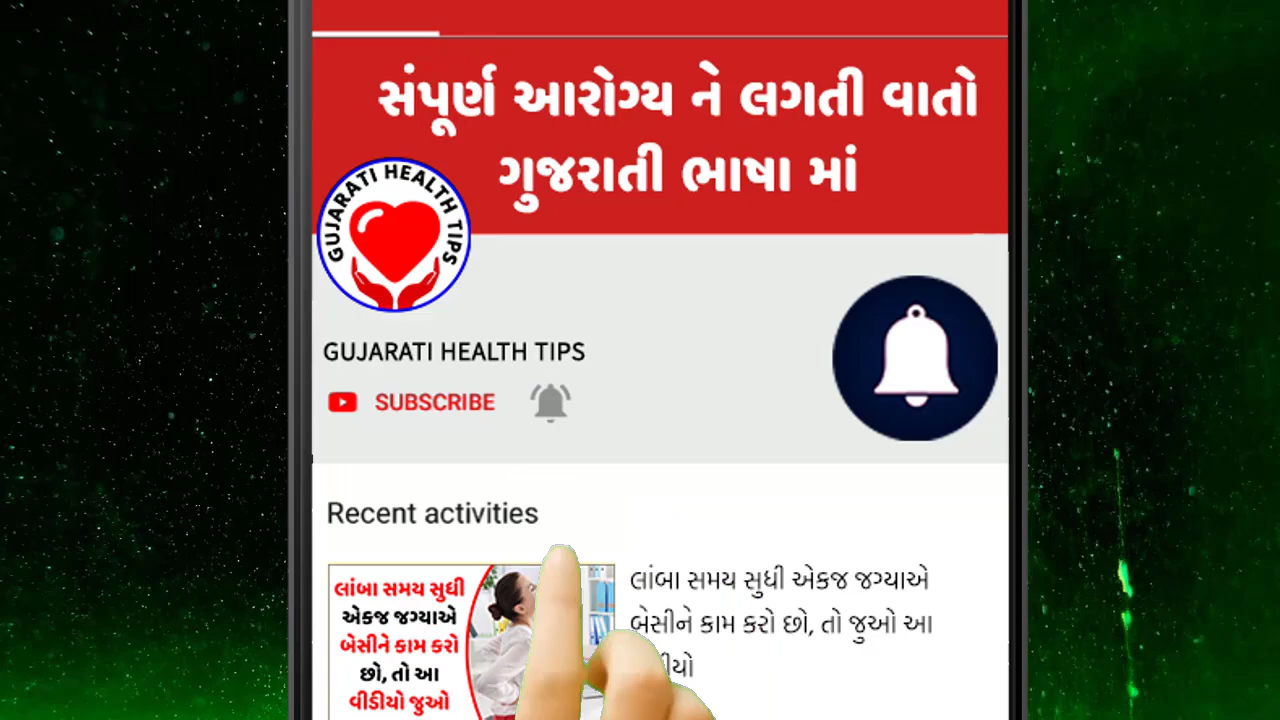 સંપૂર્ણ આરોગ્ય ને લગતી વાતો
ગુજરાતી ભાષા માં
GUJARATI HEALTH TIPS
GUJARATI HEALTH TIPS
SUBSCRIBE
Recent activities
લાંબા સમય સુધી
એકજ જગ્યાએ
બેસીને કામ કરો
છો, તો આ
વીડીયો જુઓ
લાંબા સમય સુધી એકજ જગ્યાએ
બેસીને કામ કરો છો, તો જુઓ આ